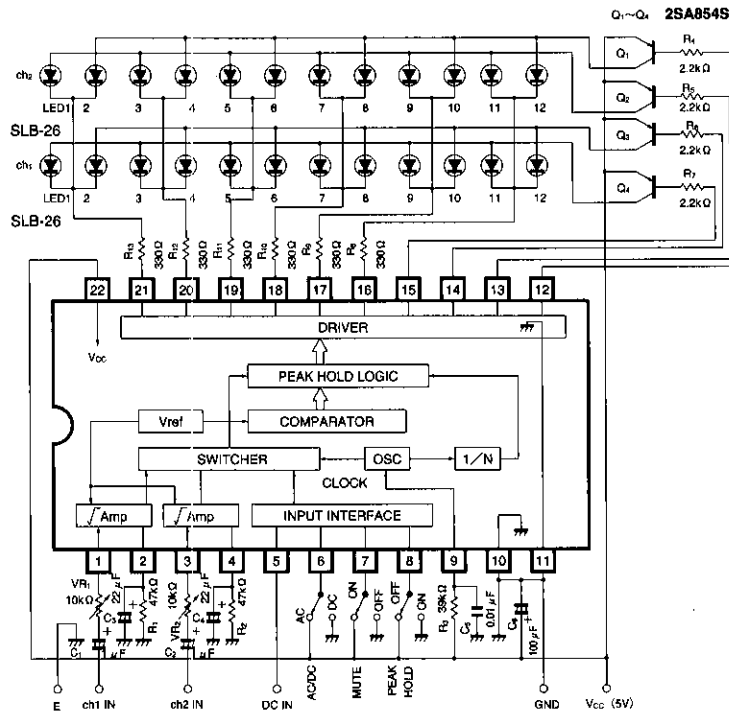 Q₁~Q₄ 2SA854S
ch₂
LED1 2 3 4 5 6 7 8 9 10 11 12
SLB-26
ch₁
LED1 2 3 4 5 6 7 8 9 10 11 12
SLB-26
Q₁ R₄ 2.2kΩ
Q₂ R₅ 2.2kΩ
Q₃ R₆ 2.2kΩ
Q₄ R₇ 2.2kΩ
R₁₃ 330Ω R₁₂ 330Ω R₁₁ 330Ω R₁₀ 330Ω R₉ 330Ω R₈ 330Ω
22 21 20 19 18 17 16 15 14 13 12
DRIVER
Vcc
PEAK HOLD LOGIC
Vref COMPARATOR
SWITCHER OSC 1/N
CLOCK
√Amp √Amp INPUT INTERFACE
1 2 3 4 5 6 7 8 9 10 11
VR₁ 10kΩ C₃ 22μF R₁ 47kΩ
VR₂ 10kΩ C₄ 22μF R₂ 47kΩ
AC DC ON OFF OFF ON
R₃ 39kΩ C₅ 0.01μF C₆ 100μF
C₁ μF C₂ μF
AC/DC MUTE PEAK HOLD
E ch1 IN ch2 IN DC IN GND Vcc (5V)